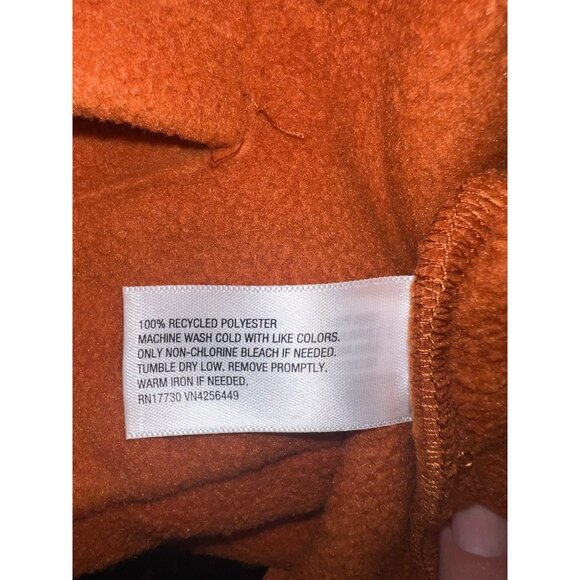 100% RECYCLED POLYESTER
MACHINE WASH COLD WITH LIKE COLORS.
ONLY NON-CHLORINE BLEACH IF NEEDED.
TUMBLE DRY LOW. REMOVE PROMPTLY.
WARM IRON IF NEEDED.
RN17730 VN4256449